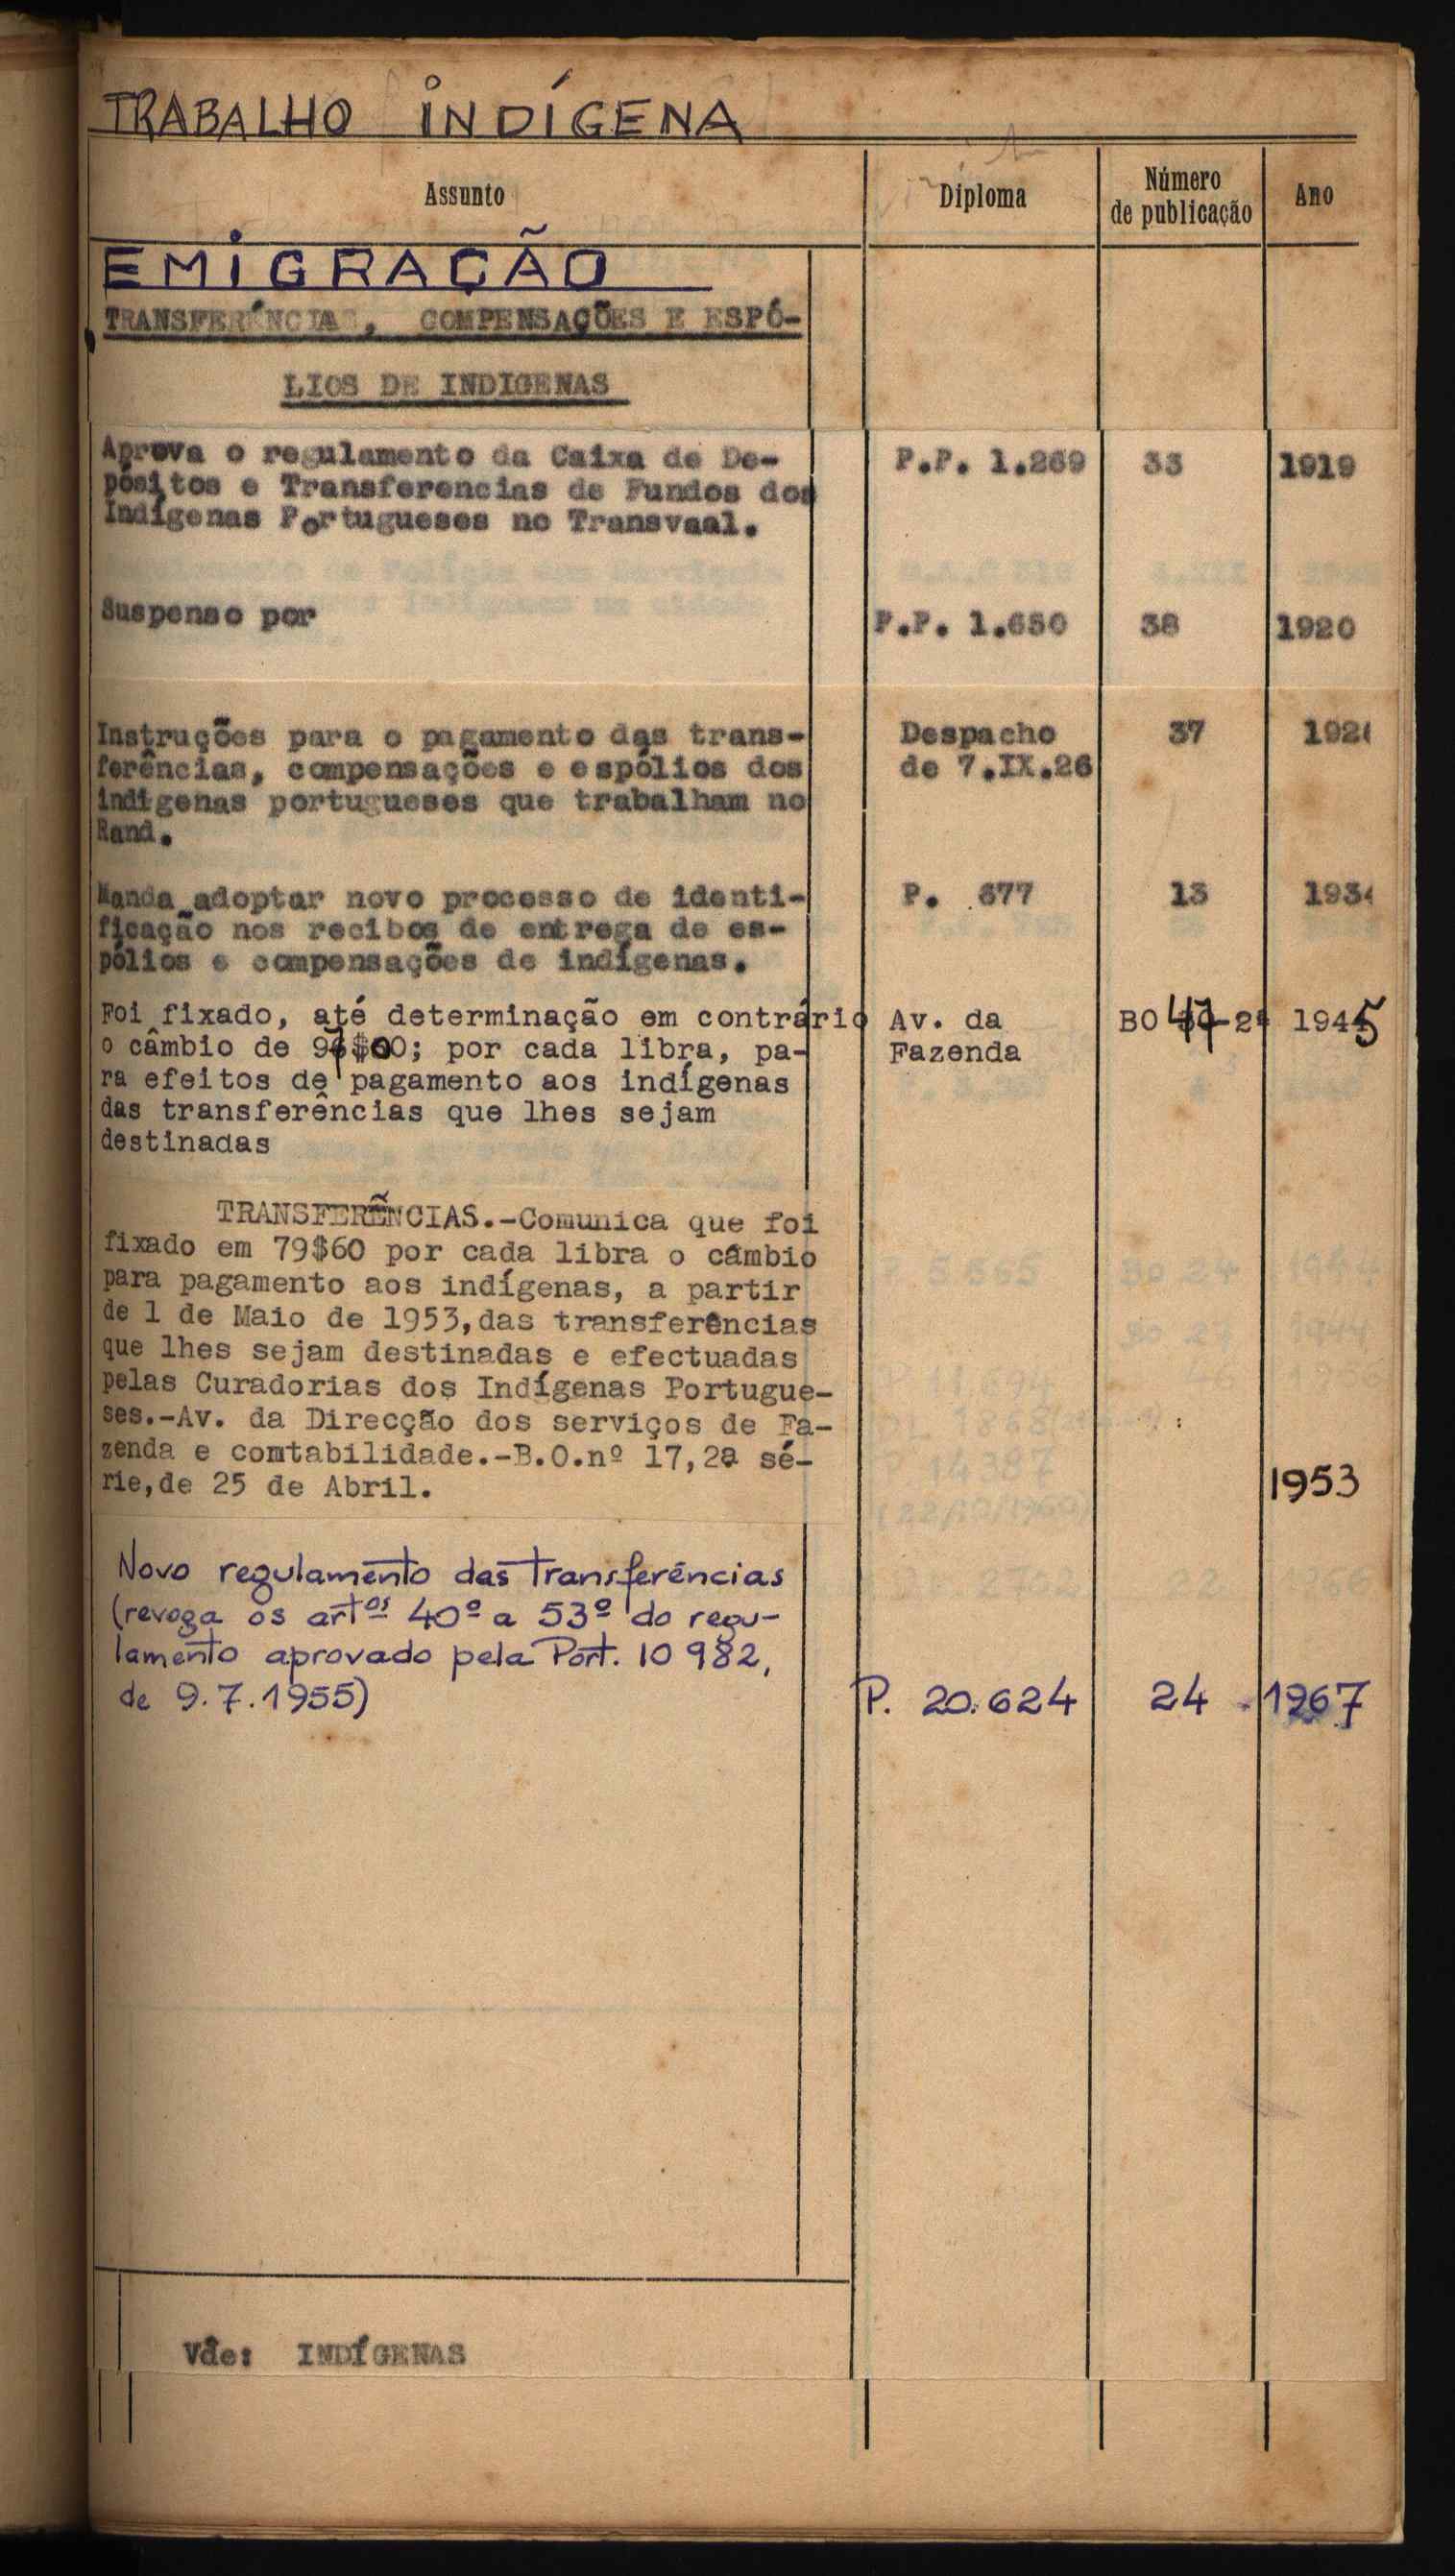 TRABALHO INDÍGENA
Assunto Diploma Número de publicação Ano
EMIGRAÇÃO
TRANSFERÊNCIAS, COMPENSAÇÕES E ESPÓ-
LIOS DE INDIGENAS
Aprova o regulamento da Caixa de De- P.P. 1.269 33 1919
pósitos e Transferencias de Fundos dos
Indígenas Portugueses no Transvaal.
Suspenso por P.P. 1.650 38 1920
Instruções para o pagamento das trans- Despacho 37
ferências, compensações e espólios dos de 7.IX.26
indígenas portugueses que trabalham no
Rand.
Manda adoptar novo processo de identi- P. 677 13
ficação nos recibos de entrega de es-
pólios e compensações de indígenas.
Foi fixado, até determinação em contrário Av. da BO 1945
o câmbio de por cada libra, pa- Fazenda
ra efeitos de pagamento aos indígenas
das transferências que lhes sejam
destinadas
TRANSFERÊNCIAS.-Comunica que foi
fixado em 79$60 por cada libra o câmbio
para pagamento aos indígenas, a partir
de 1 de Maio de 1953,das transferências
que lhes sejam destinadas e efectuadas
pelas Curadorias dos Indígenas Portugue-
ses.-Av. da Direcção dos serviços de Fa-
zenda e comtabilidade.-B.O.nº 17,2ª sé-
rie,de 25 de Abril. 1953
Novo regulamento das transferências
(revoga os artos 40º a 53º do regu-
lamento aprovado pela Port. 10 982,
de 9.7.1955) P. 20.624 24 1967
Vde: INDÍGENAS